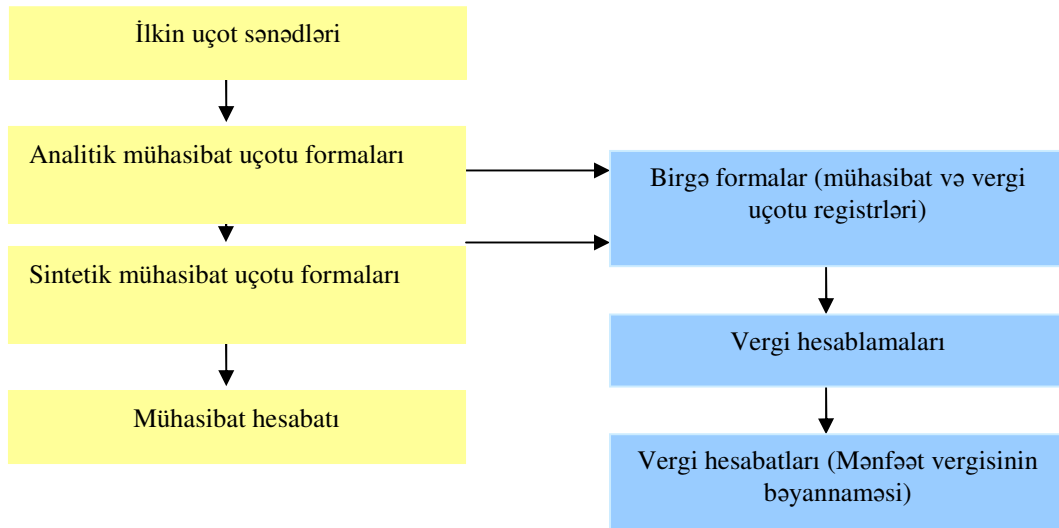 İlkin uçot sənədləri
Analitik mühasibat uçotu formaları
Sintetik mühasibat uçotu formaları
Mühasibat hesabatı
Birgə formalar (mühasibat və vergi
uçotu registrləri)
Vergi hesablamaları
Vergi hesabatları (Mənfəət vergisinin
bəyannaməsi)